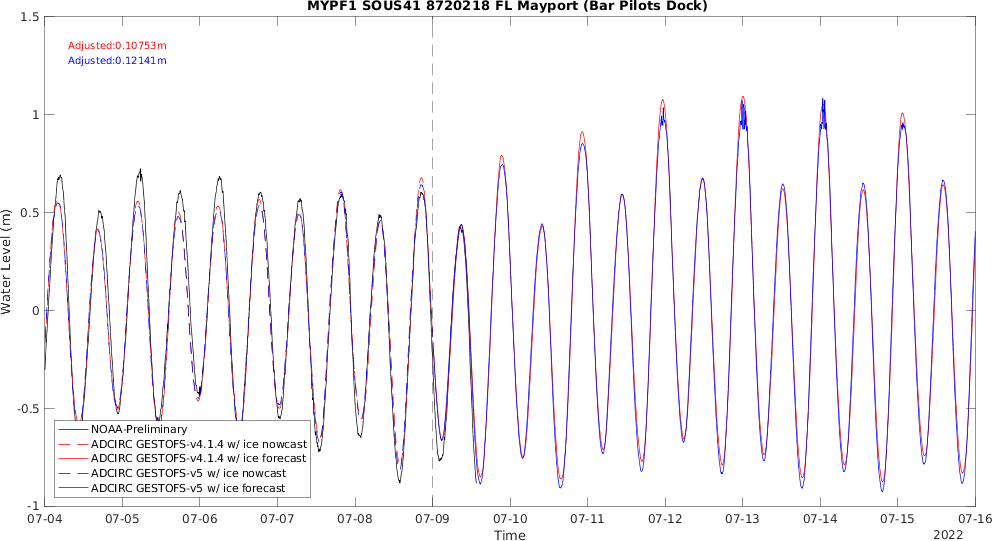 MYPF1 SOUS41 8720218 FL Mayport (Bar Pilots Dock)
1.5
Adjusted:0.10753m
Adjusted:0.12141m
1
0.5
Water Level (m)
0
-0.5
NOAA-Preliminary
ADCIRC GESTOFS-v4.1.4 w/ ice nowcast
ADCIRC GESTOFS-v4.1.4 w/ ice forecast
ADCIRC GESTOFS-v5 w/ ice nowcast
ADCIRC GESTOFS-v5 w/ ice forecast
-1
07-04 07-05 07-06 07-07 07-08 07-09 07-10 07-11 07-12 07-13 07-14 07-15 07-16
Time
2022